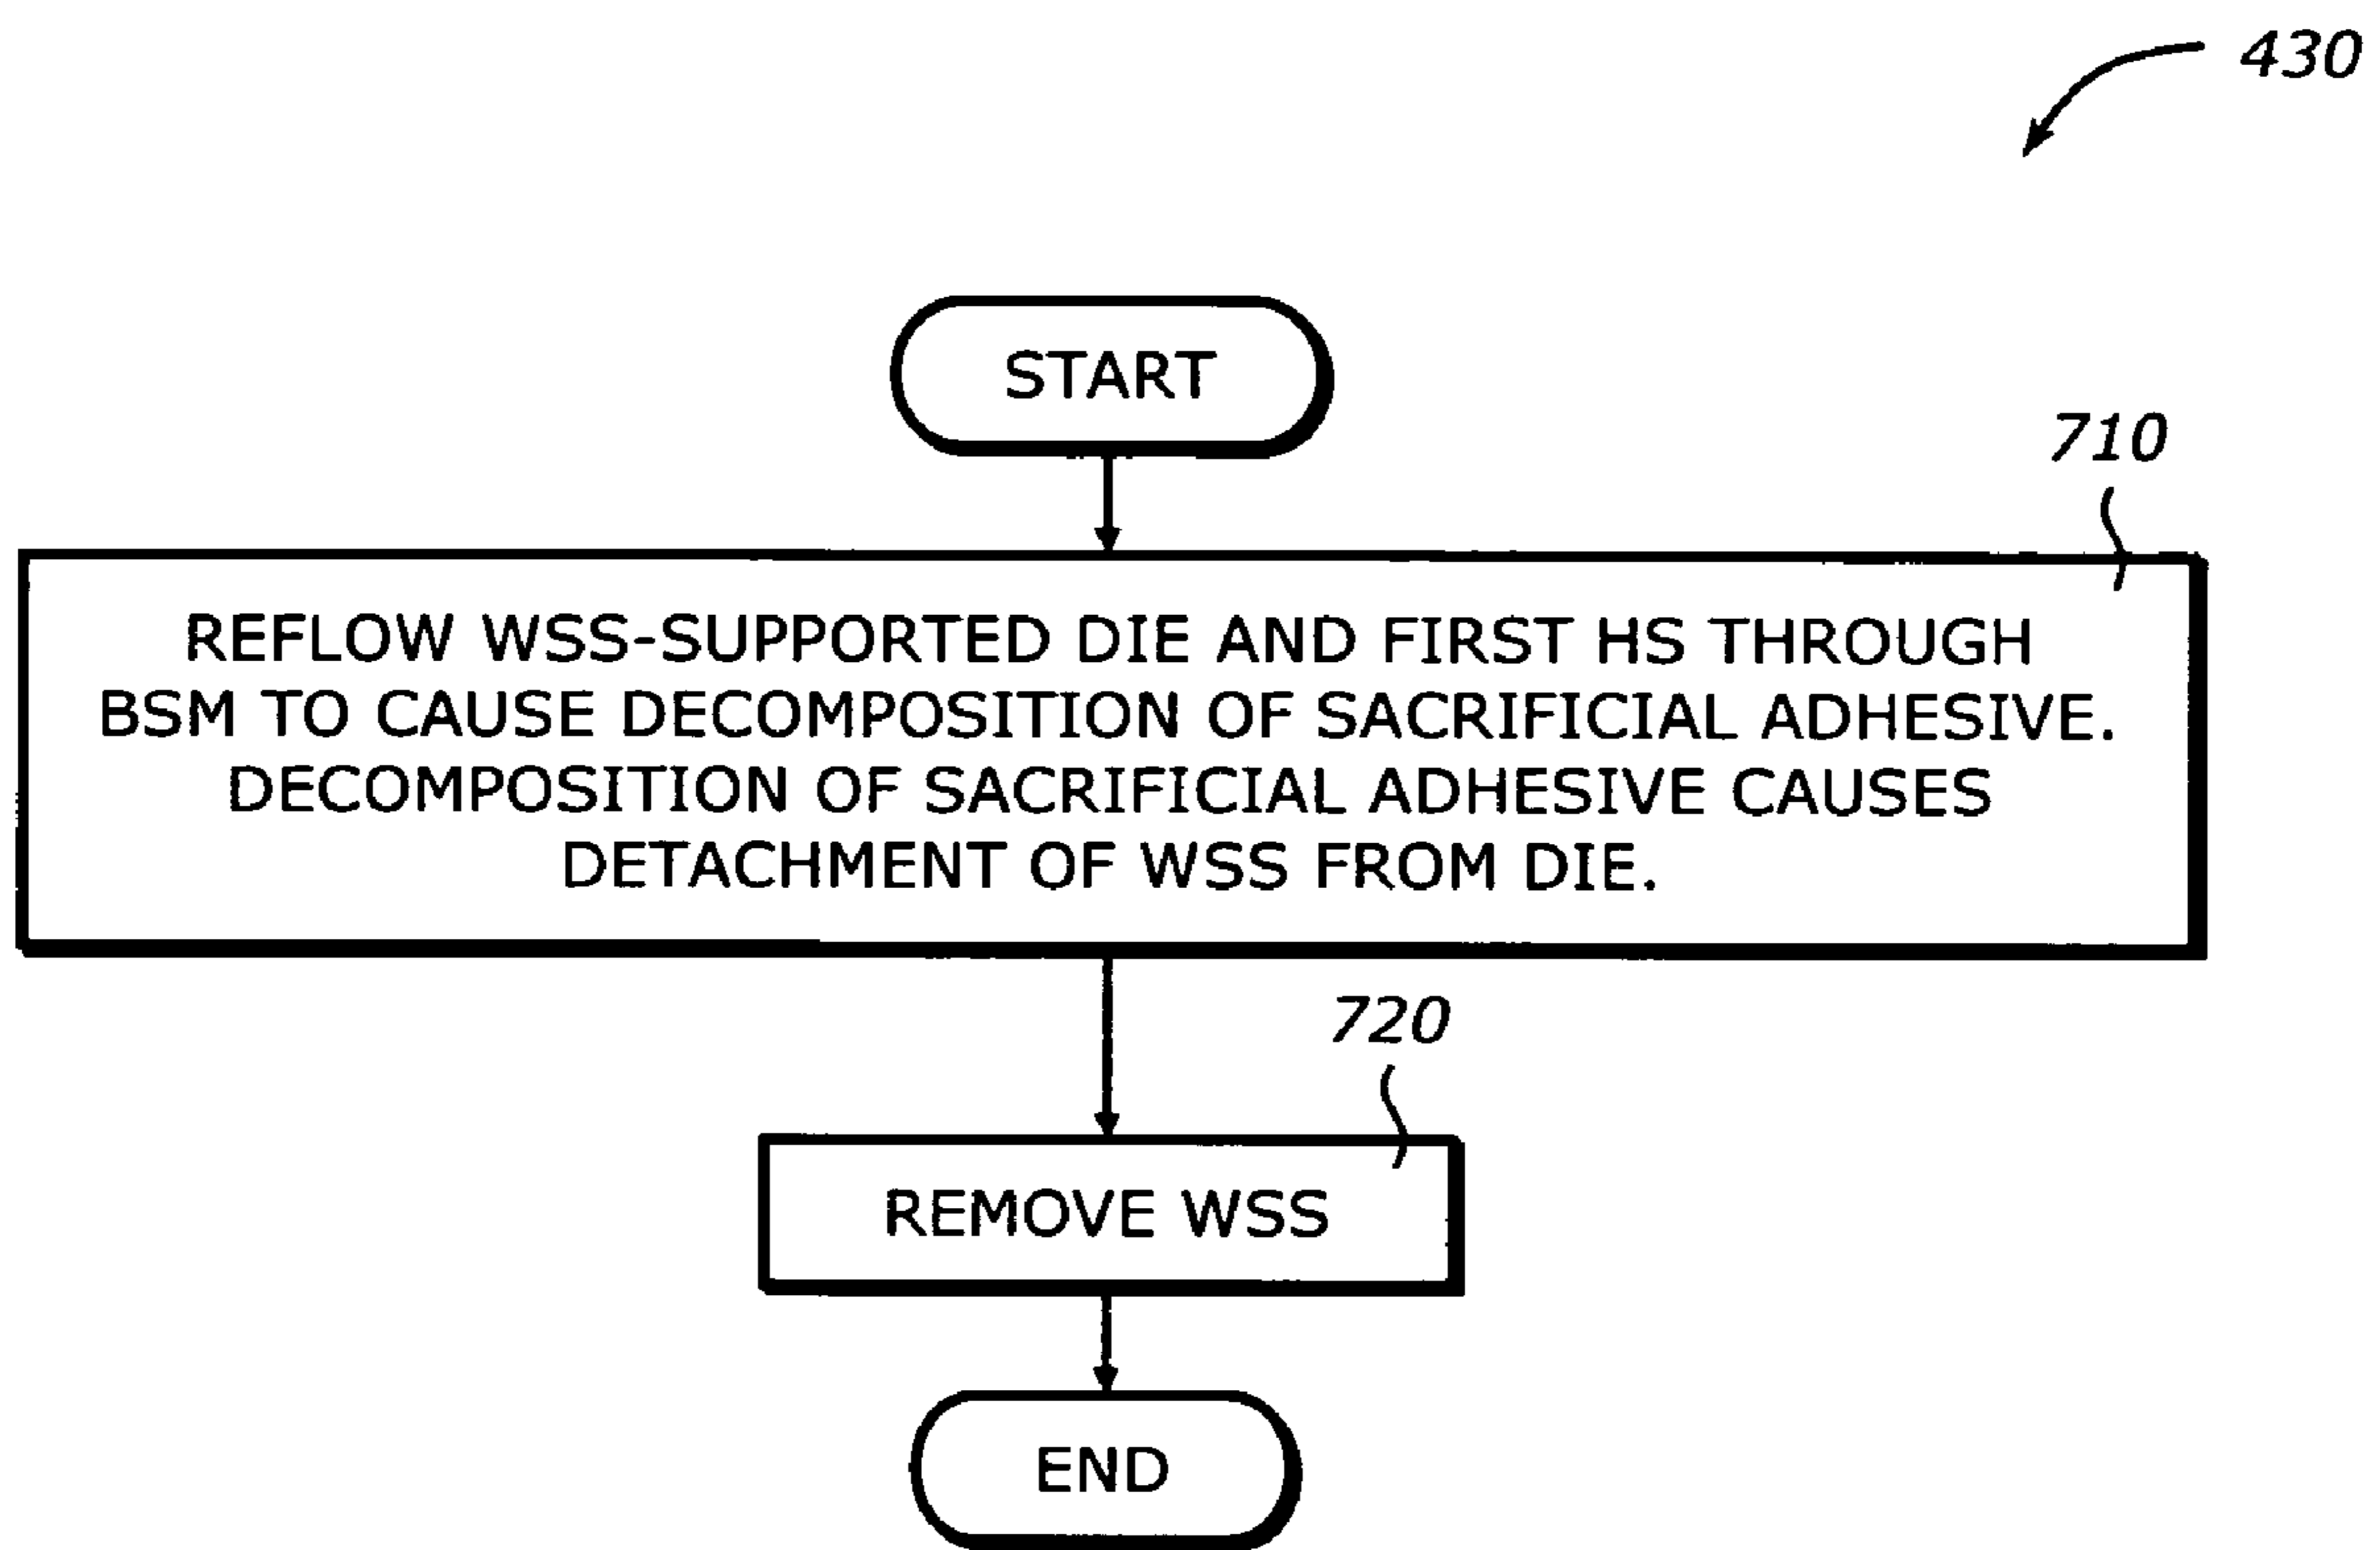 430
START
710
REFLOW WSS-SUPPORTED DIE AND FIRST HS THROUGH
BSM TO CAUSE DECOMPOSITION OF SACRIFICIAL ADHESIVE.
DECOMPOSITION OF SACRIFICIAL ADHESIVE CAUSES
DETACHMENT OF WSS FROM DIE.
720
REMOVE WSS
END